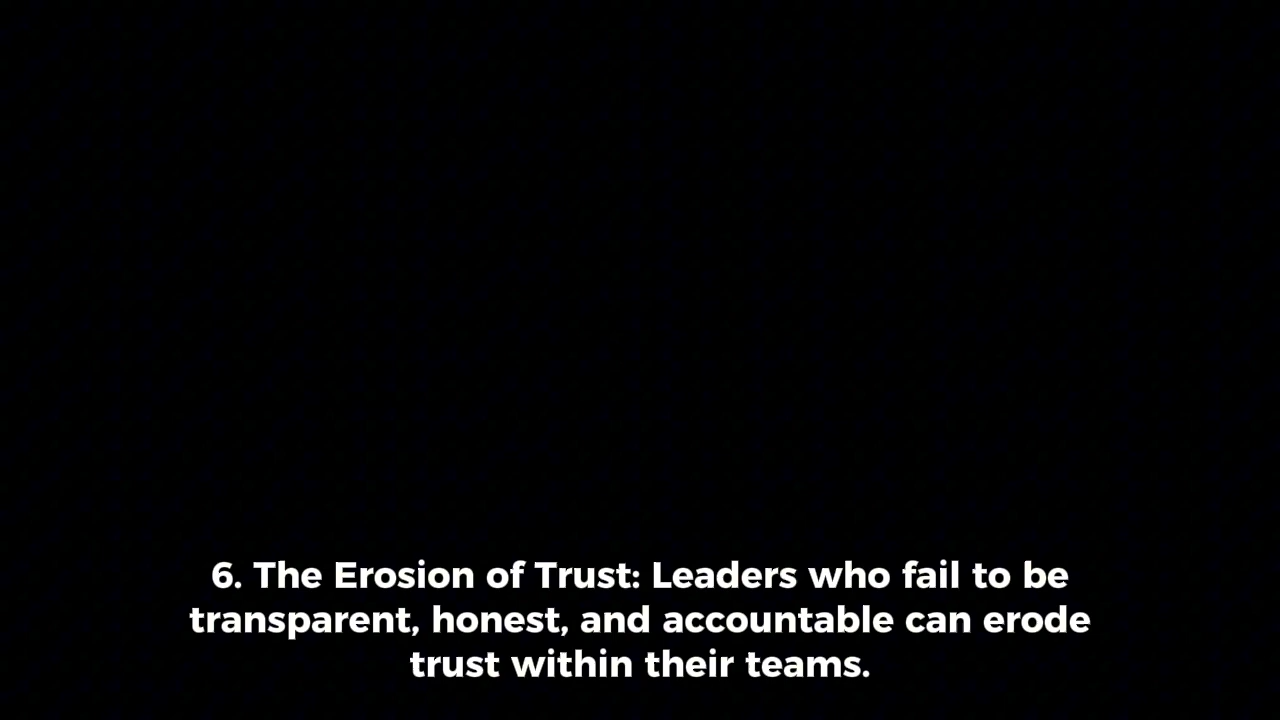 6. The Erosion of Trust: Leaders who fail to be
transparent, honest, and accountable can erode
trust within their teams.